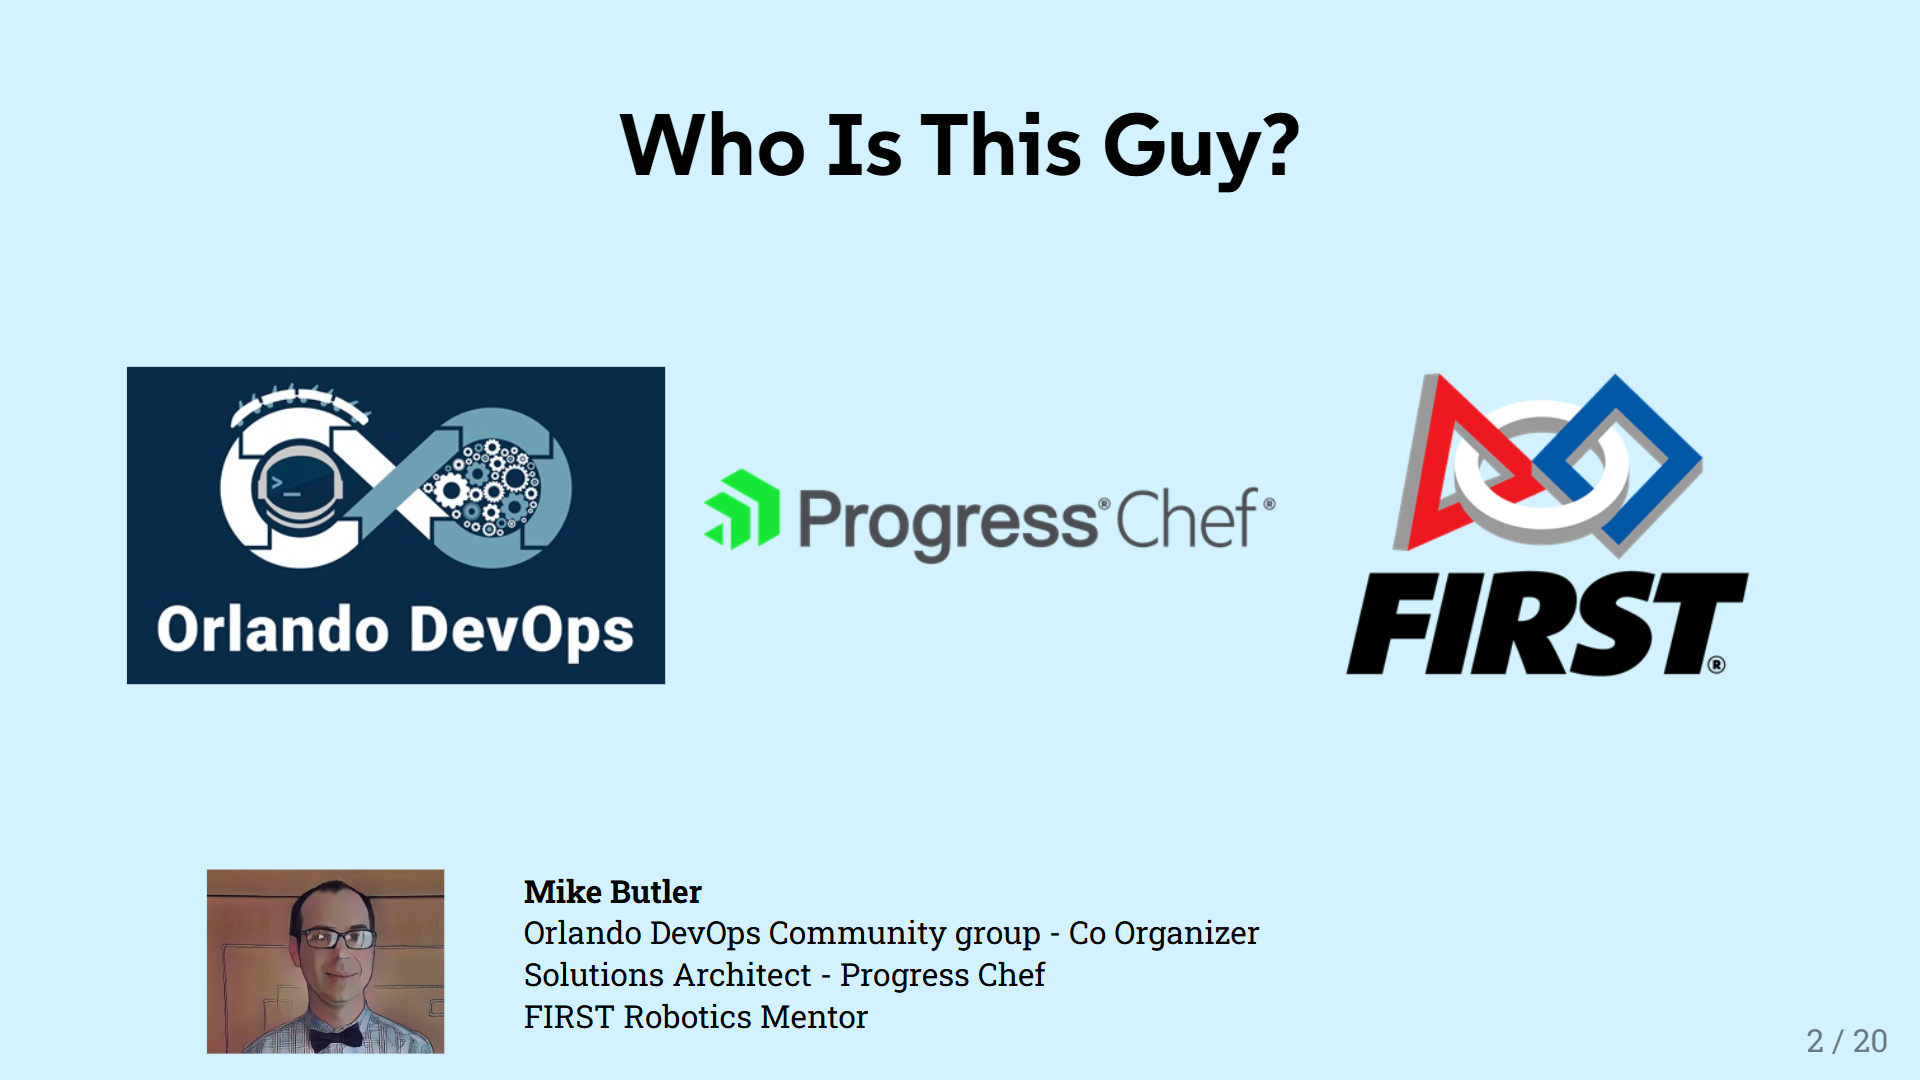 Who Is This Guy?
>_
Orlando DevOps
Progress® Chef®
FIRST®
Mike Butler
Orlando DevOps Community group - Co Organizer
Solutions Architect - Progress Chef
FIRST Robotics Mentor
2 / 20